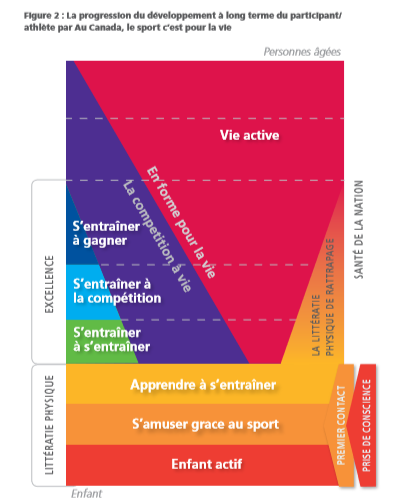 Figure 2 : La progression du développement à long terme du participant/
athlète par Au Canada, le sport c'est pour la vie
Personnes âgées
Vie active
En forme pour la vie
La compétition à vie
S'entraîner
à gagner
S'entraîner à
la compétition
S'entraîner
à s'entraîner
EXCELLENCE
LA LITTÉRATIE
PHYSIQUE DE RATTRAPAGE
SANTÉ DE LA NATION
LITTÉRATIE PHYSIQUE
Apprendre à s'entraîner
S'amuser grace au sport
Enfant actif
PREMIER CONTACT
PRISE DE CONSCIENCE
Enfant